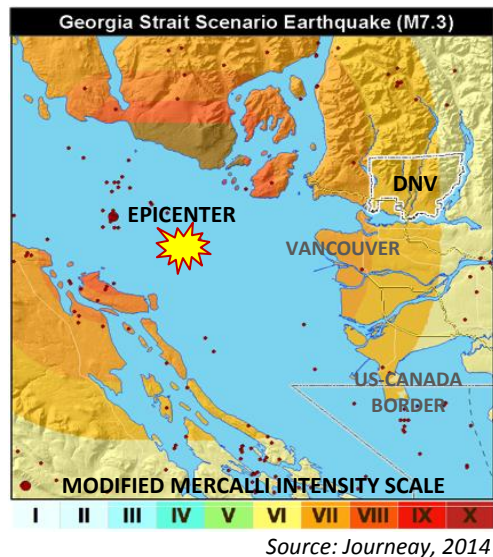 Georgia Strait Scenario Earthquake (M7.3)
DNV
EPICENTER
VANCOUVER
US-CANADA
BORDER
MODIFIED MERCALLI INTENSITY SCALE
I II III IV V VI VII VIII IX X
Source: Journeay, 2014